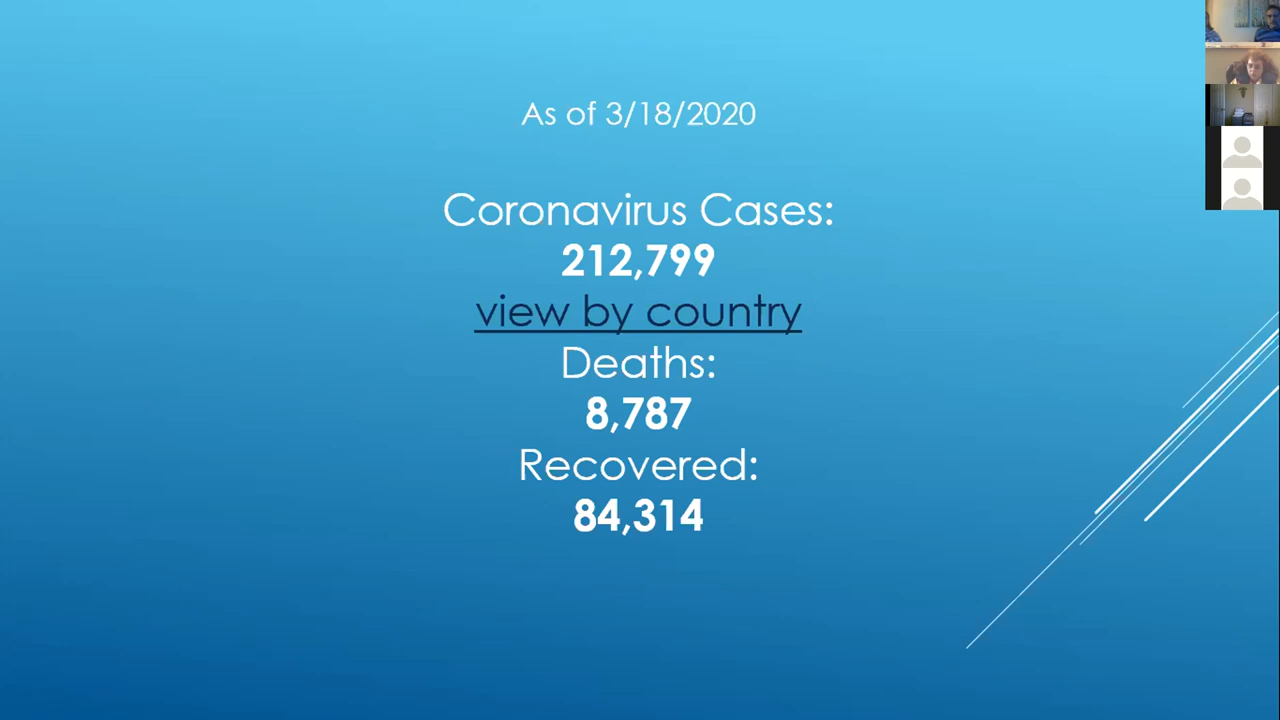 As of 3/18/2020
Coronavirus Cases:
212,799
view by country
Deaths:
8,787
Recovered:
84,314